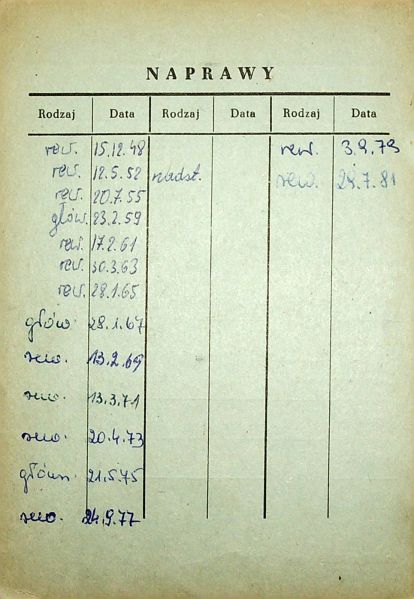 NAPRAWY
Rodzaj Data Rodzaj Data Rodzaj Data
rew. 15.12.48 rew. 3.9.79
rew. 12.5.52 nadst. rew. 29.7.81
rew. 20.7.55
głów. 23.2.59
rew. 17.2.61
rew. 30.3.63
rew. 28.1.65
głów. 28.1.67
rew. 13.2.69
rew. 13.3.71
rew. 20.4.73
główn. 21.5.75
rew. 24.9.77